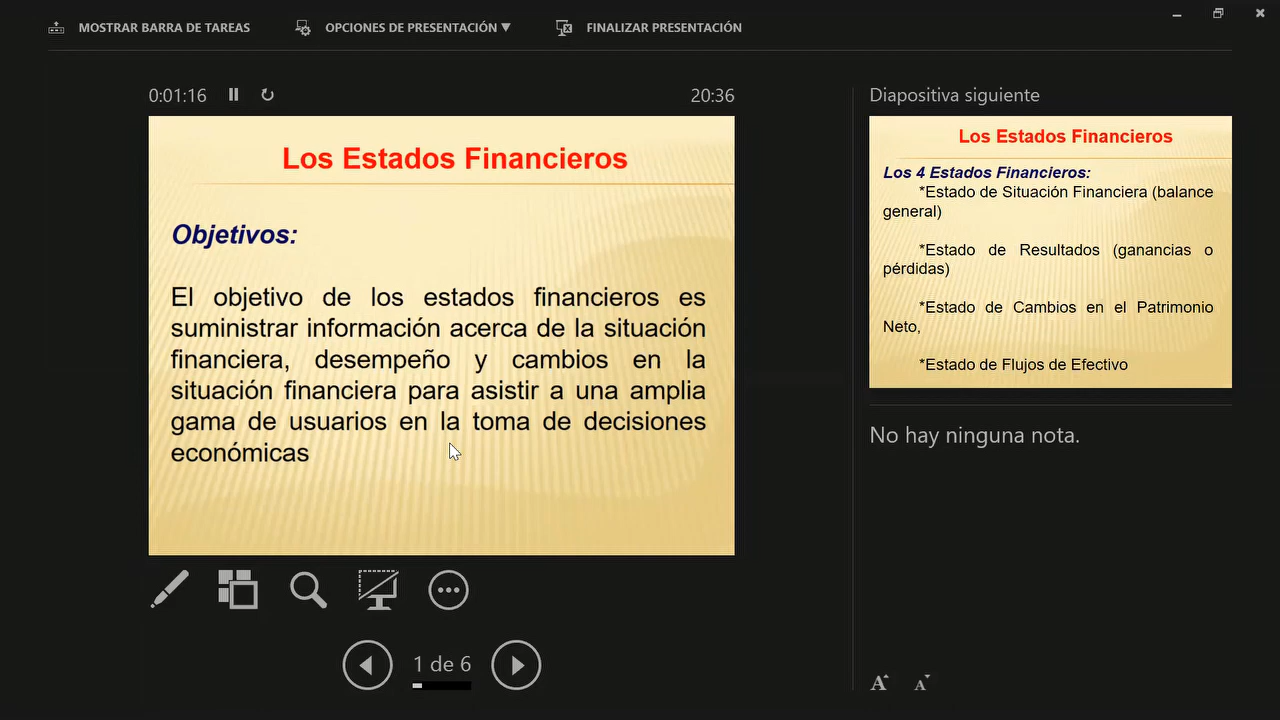 MOSTRAR BARRA DE TAREAS
OPCIONES DE PRESENTACIÓN ▼
FINALIZAR PRESENTACIÓN
0:01:16
20:36
Los Estados Financieros
Objetivos:
El objetivo de los estados financieros es
suministrar información acerca de la situación
financiera, desempeño y cambios en la
situación financiera para asistir a una amplia
gama de usuarios en la toma de decisiones
económicas
1 de 6
Diapositiva siguiente
Los Estados Financieros
Los 4 Estados Financieros:
*Estado de Situación Financiera (balance
general)
*Estado de Resultados (ganancias o
pérdidas)
*Estado de Cambios en el Patrimonio
Neto,
*Estado de Flujos de Efectivo
No hay ninguna nota.
A A